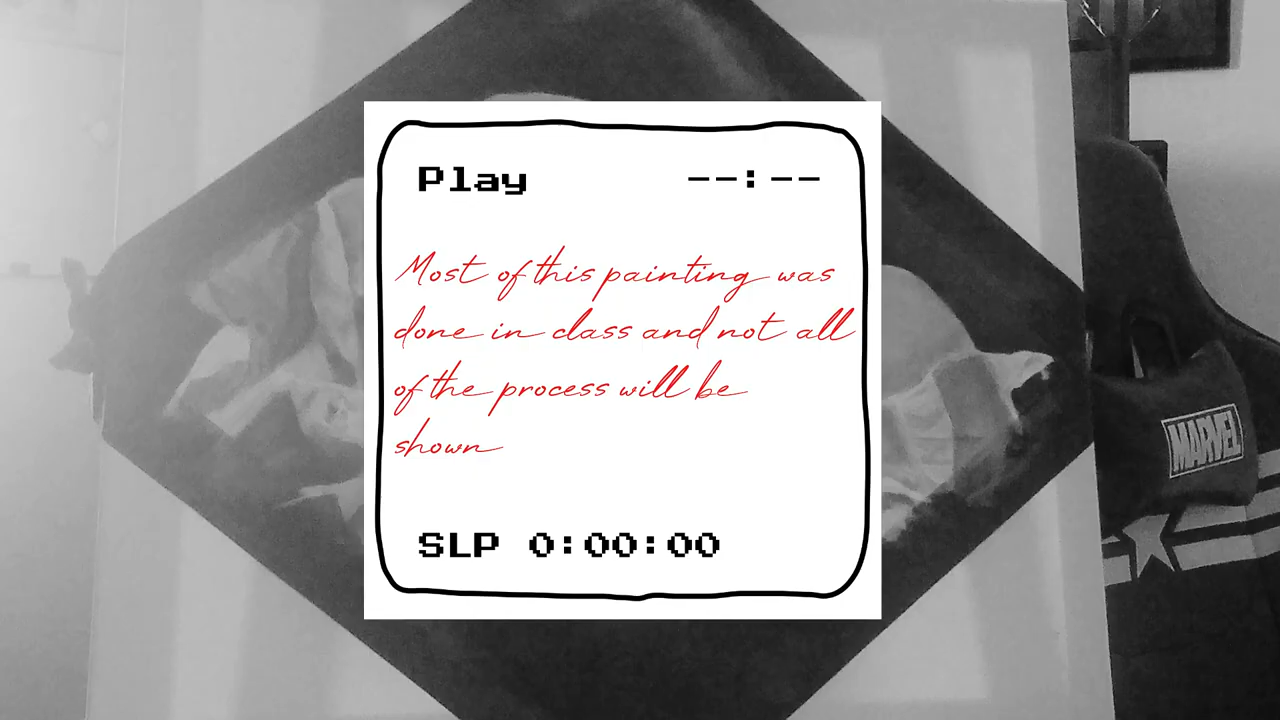 Play --:--
Most of this painting was
done in class and not all
of the process will be
shown
SLP 0:00:00
MARVEL